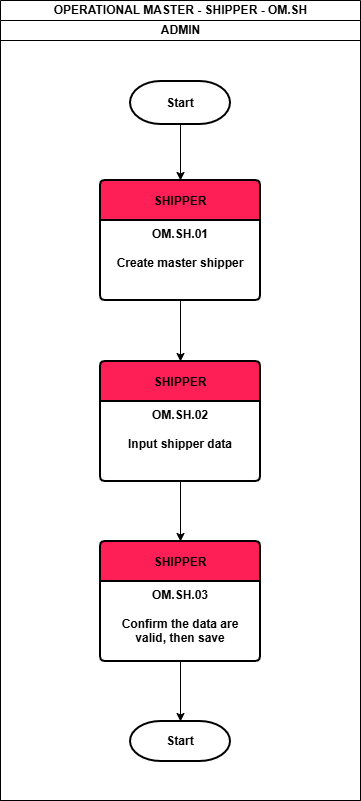 OPERATIONAL MASTER - SHIPPER - OM.SH
ADMIN
Start
SHIPPER
OM.SH.01
Create master shipper
SHIPPER
OM.SH.02
Input shipper data
SHIPPER
OM.SH.03
Confirm the data are
valid, then save
Start